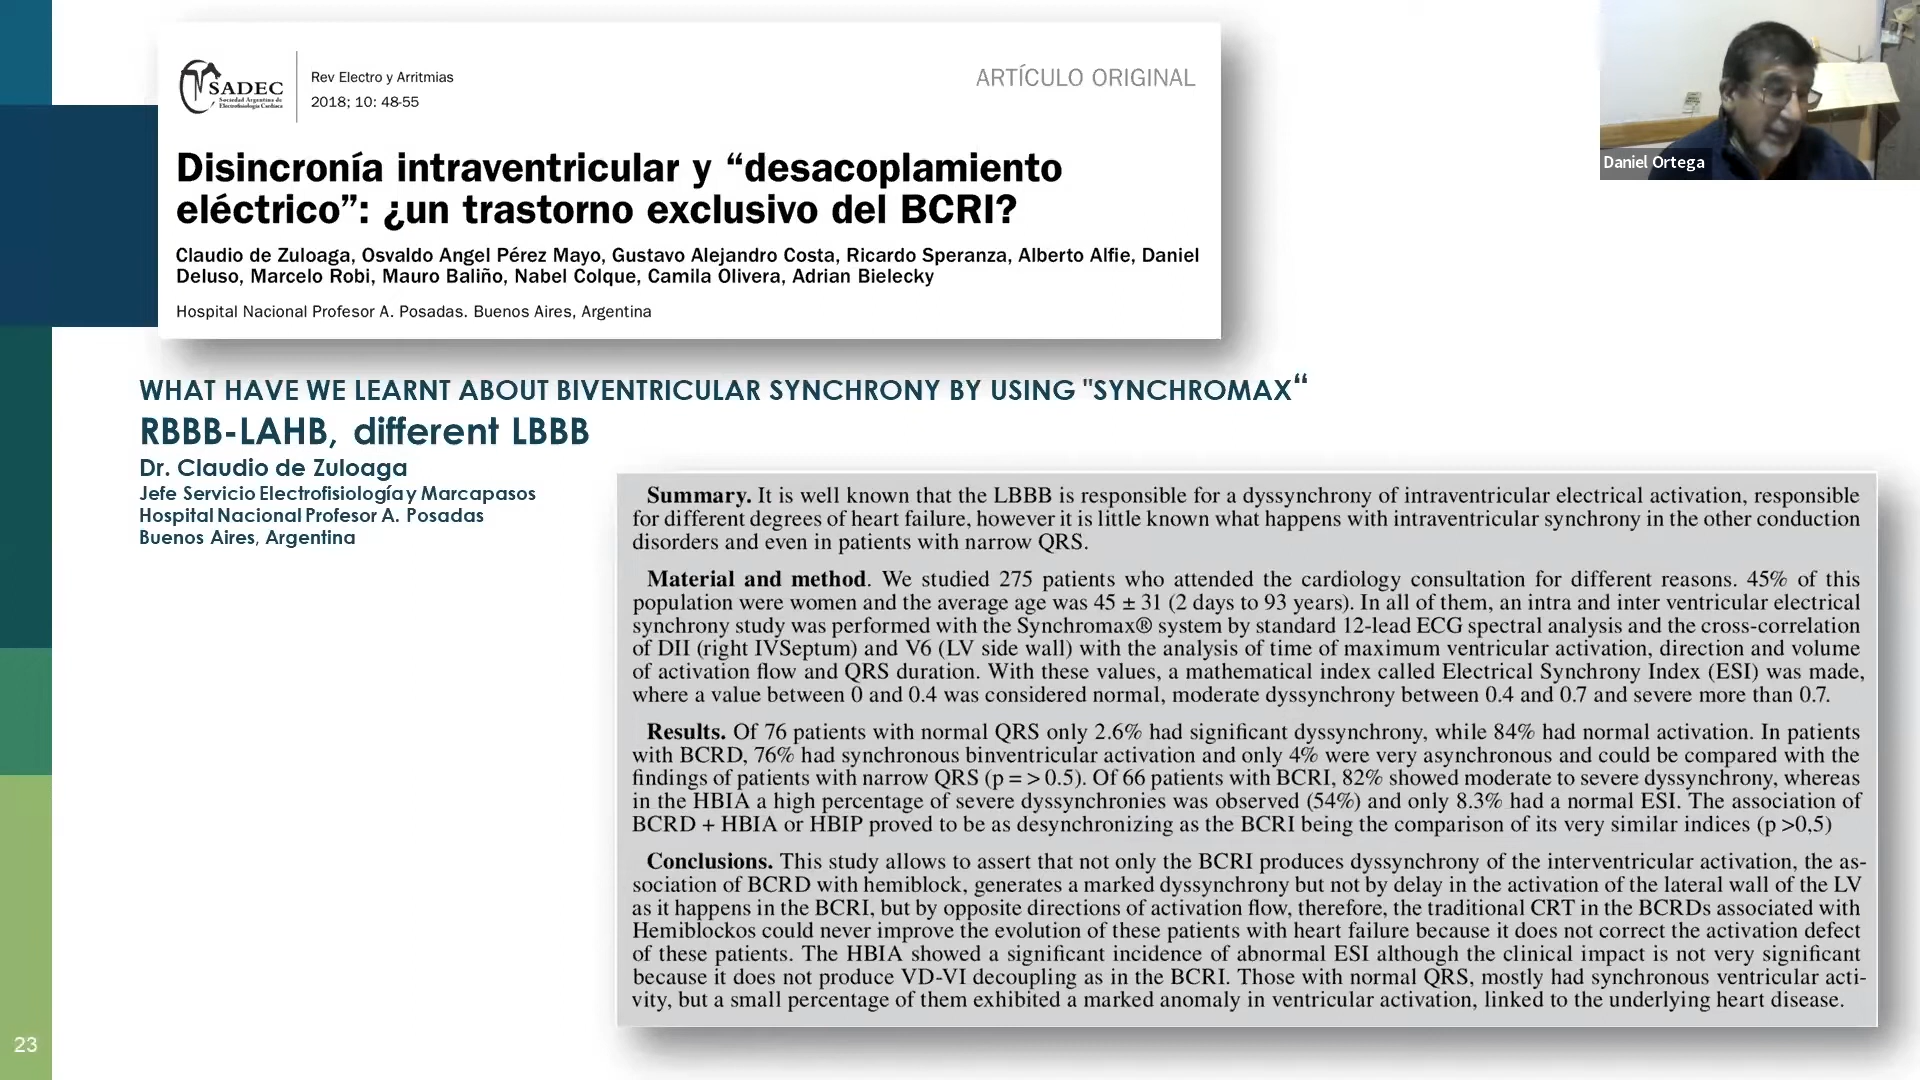 SADEC
Sociedad Argentina de
Electrofisiología Cardíaca
Rev Electro y Arritmias
2018; 10: 48-55
ARTÍCULO ORIGINAL
Disincronía intraventricular y “desacoplamiento
eléctrico”: ¿un trastorno exclusivo del BCRI?
Claudio de Zuloaga, Osvaldo Angel Pérez Mayo, Gustavo Alejandro Costa, Ricardo Speranza, Alberto Alfie, Daniel
Deluso, Marcelo Robi, Mauro Baliño, Nabel Colque, Camila Olivera, Adrian Bielecky
Hospital Nacional Profesor A. Posadas. Buenos Aires, Argentina
Daniel Ortega
WHAT HAVE WE LEARNT ABOUT BIVENTRICULAR SYNCHRONY BY USING "SYNCHROMAX“
RBBB-LAHB, different LBBB
Dr. Claudio de Zuloaga
Jefe Servicio Electrofisiología y Marcapasos
Hospital Nacional Profesor A. Posadas
Buenos Aires, Argentina
Summary. It is well known that the LBBB is responsible for a dyssynchrony of intraventricular electrical activation, responsible
for different degrees of heart failure, however it is little known what happens with intraventricular synchrony in the other conduction
disorders and even in patients with narrow QRS.
Material and method. We studied 275 patients who attended the cardiology consultation for different reasons. 45% of this
population were women and the average age was 45 ± 31 (2 days to 93 years). In all of them, an intra and inter ventricular electrical
synchrony study was performed with the Synchromax® system by standard 12-lead ECG spectral analysis and the cross-correlation
of DII (right IVSeptum) and V6 (LV side wall) with the analysis of time of maximum ventricular activation, direction and volume
of activation flow and QRS duration. With these values, a mathematical index called Electrical Synchrony Index (ESI) was made,
where a value between 0 and 0.4 was considered normal, moderate dyssynchrony between 0.4 and 0.7 and severe more than 0.7.
Results. Of 76 patients with normal QRS only 2.6% had significant dyssynchrony, while 84% had normal activation. In patients
with BCRD, 76% had synchronous binventricular activation and only 4% were very asynchronous and could be compared with the
findings of patients with narrow QRS (p = > 0.5). Of 66 patients with BCRI, 82% showed moderate to severe dyssynchrony, whereas
in the HBIA a high percentage of severe dyssynchronies was observed (54%) and only 8.3% had a normal ESI. The association of
BCRD + HBIA or HBIP proved to be as desynchronizing as the BCRI being the comparison of its very similar indices (p >0,5)
Conclusions. This study allows to assert that not only the BCRI produces dyssynchrony of the interventricular activation, the as-
sociation of BCRD with hemiblock, generates a marked dyssynchrony but not by delay in the activation of the lateral wall of the LV
as it happens in the BCRI, but by opposite directions of activation flow, therefore, the traditional CRT in the BCRDs associated with
Hemiblockos could never improve the evolution of these patients with heart failure because it does not correct the activation defect
of these patients. The HBIA showed a significant incidence of abnormal ESI although the clinical impact is not very significant
because it does not produce VD-VI decoupling as in the BCRI. Those with normal QRS, mostly had synchronous ventricular acti-
vity, but a small percentage of them exhibited a marked anomaly in ventricular activation, linked to the underlying heart disease.
23